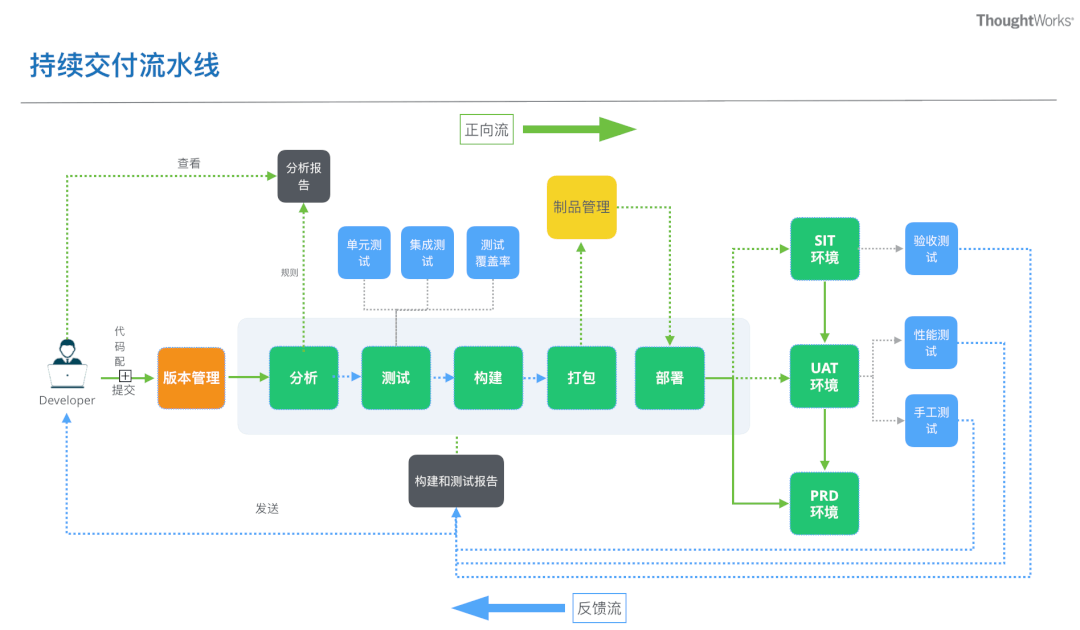 ThoughtWorks®
持续交付流水线
正向流
查看
分析报
告
制品管理
单元测
试
集成测
试
测试
覆盖率
规则
SIT
环境
验收测
试
性能测
试
代
码
配
提交
Developer
版本管理
分析
测试
构建
打包
部署
UAT
环境
手工测
试
构建和测试报告
PRD
环境
发送
反馈流